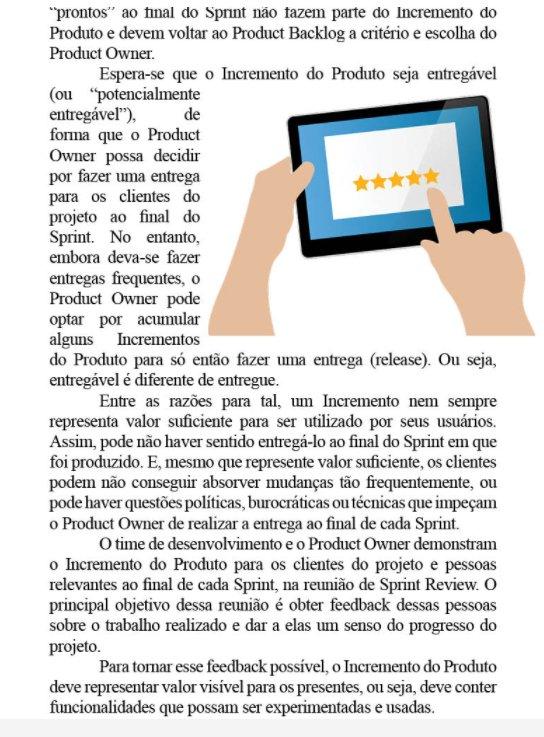 “prontos” ao final do Sprint não fazem parte do Incremento do
Produto e devem voltar ao Product Backlog a critério e escolha do
Product Owner.
Espera-se que o Incremento do Produto seja entregável
(ou “potencialmente
entregável”), de
forma que o Product
Owner possa decidir
por fazer uma entrega
para os clientes do
projeto ao final do
Sprint. No entanto,
embora deva-se fazer
entregas frequentes, o
Product Owner pode
optar por acumular
alguns Incrementos
do Produto para só então fazer uma entrega (release). Ou seja,
entregável é diferente de entregue.
Entre as razões para tal, um Incremento nem sempre
representa valor suficiente para ser utilizado por seus usuários.
Assim, pode não haver sentido entregá-lo ao final do Sprint em que
foi produzido. E, mesmo que represente valor suficiente, os clientes
podem não conseguir absorver mudanças tão frequentemente, ou
pode haver questões políticas, burocráticas ou técnicas que impeçam
o Product Owner de realizar a entrega ao final de cada Sprint.
O time de desenvolvimento e o Product Owner demonstram
o Incremento do Produto para os clientes do projeto e pessoas
relevantes ao final de cada Sprint, na reunião de Sprint Review. O
principal objetivo dessa reunião é obter feedback dessas pessoas
sobre o trabalho realizado e dar a elas um senso do progresso do
projeto.
Para tornar esse feedback possível, o Incremento do Produto
deve representar valor visível para os presentes, ou seja, deve conter
funcionalidades que possam ser experimentadas e usadas.